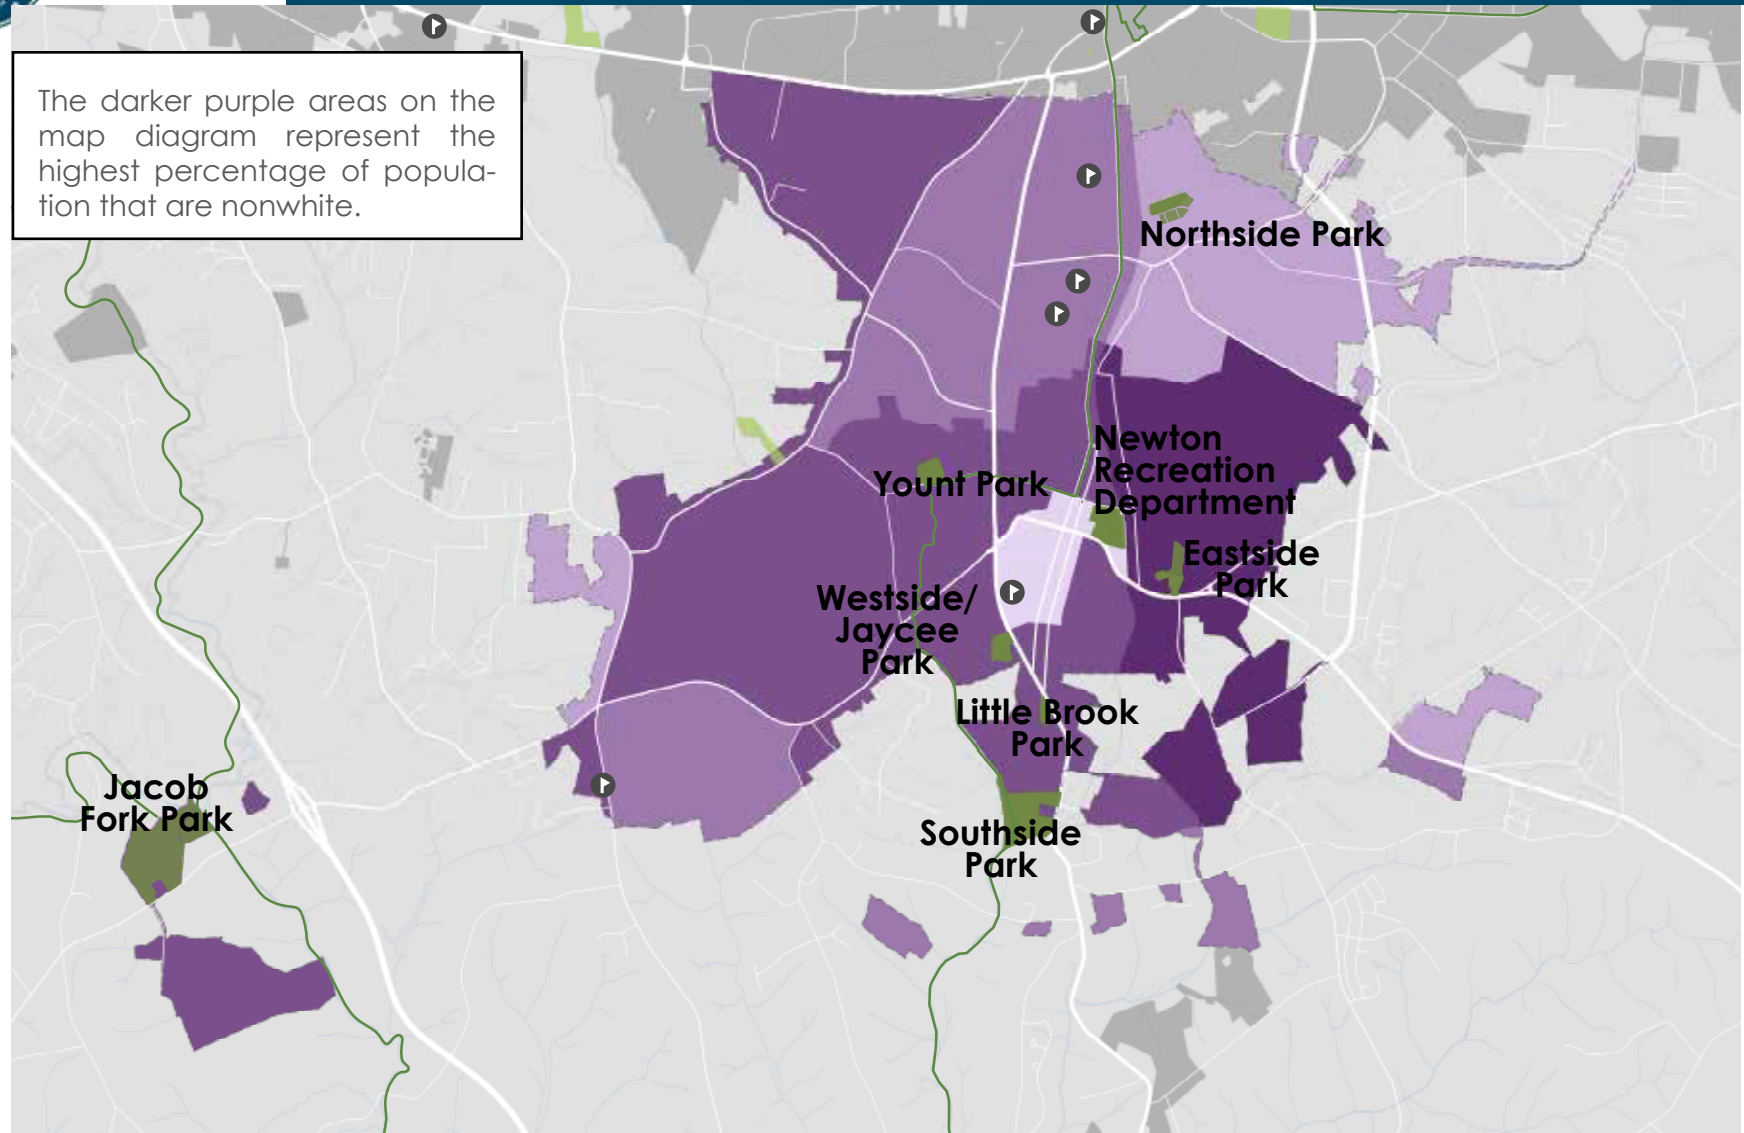 The darker purple areas on the
map diagram represent the
highest percentage of popula-
tion that are nonwhite.
Northside Park
Newton
Recreation
Department
Yount Park
Eastside
Park
Westside/
Jaycee
Park
Little Brook
Park
Jacob
Fork Park
Southside
Park